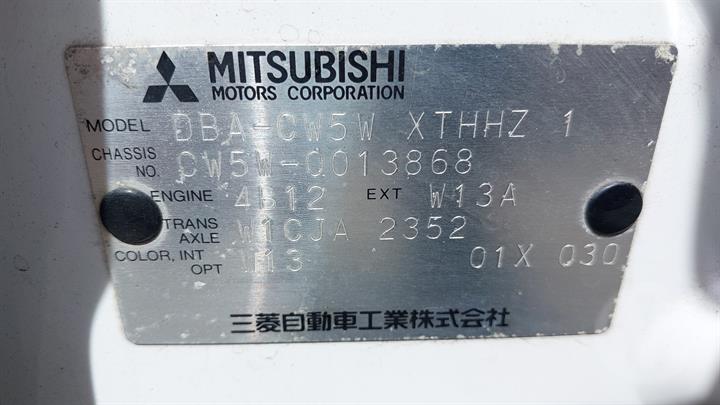 MITSUBISHI
MOTORS CORPORATION
MODEL DBA-CW5W XTHHZ 1
CHASSIS NO. CW5W-0013868
ENGINE 4B12 EXT W13A
TRANS AXLE W1CJA 2352
COLOR, INT OPT 13 01X 030
三菱自動車工業株式会社